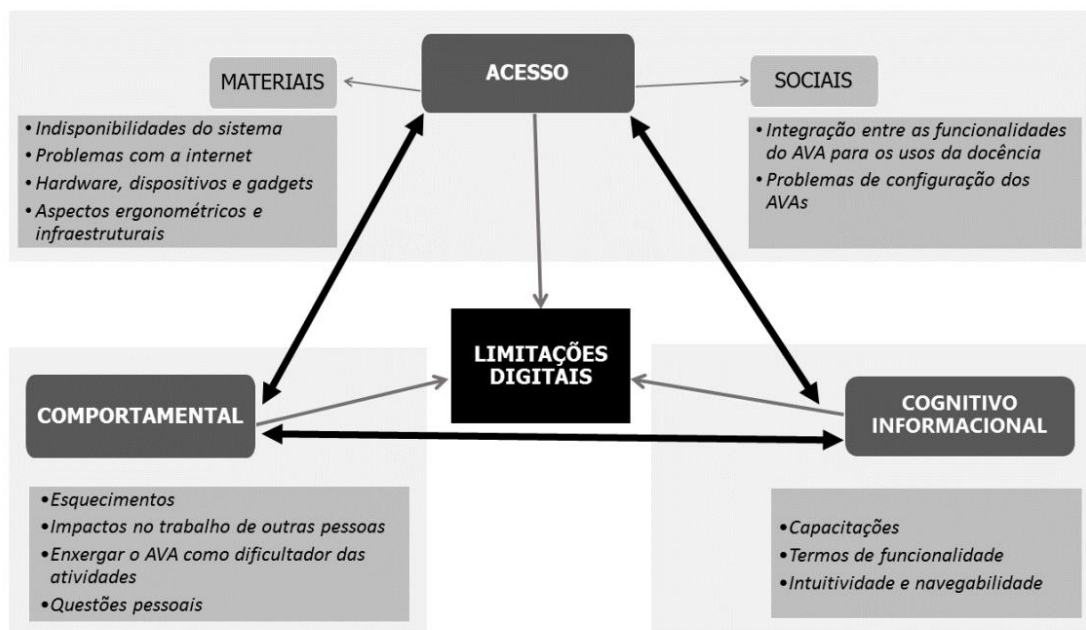 ACESSO
MATERIAIS
SOCIAIS
•Indisponibilidades do sistema
•Problemas com a internet
•Hardware, dispositivos e gadgets
•Aspectos ergonométricos e
infraestruturais
•Integração entre as funcionalidades
do AVA para os usos da docência
•Problemas de configuração dos
AVAs
LIMITAÇÕES
DIGITAIS
COMPORTAMENTAL
COGNITIVO
INFORMACIONAL
•Esquecimentos
•Impactos no trabalho de outras pessoas
•Enxergar o AVA como dificultador das
atividades
•Questões pessoais
•Capacitações
•Termos de funcionalidade
•Intuitividade e navegabilidade